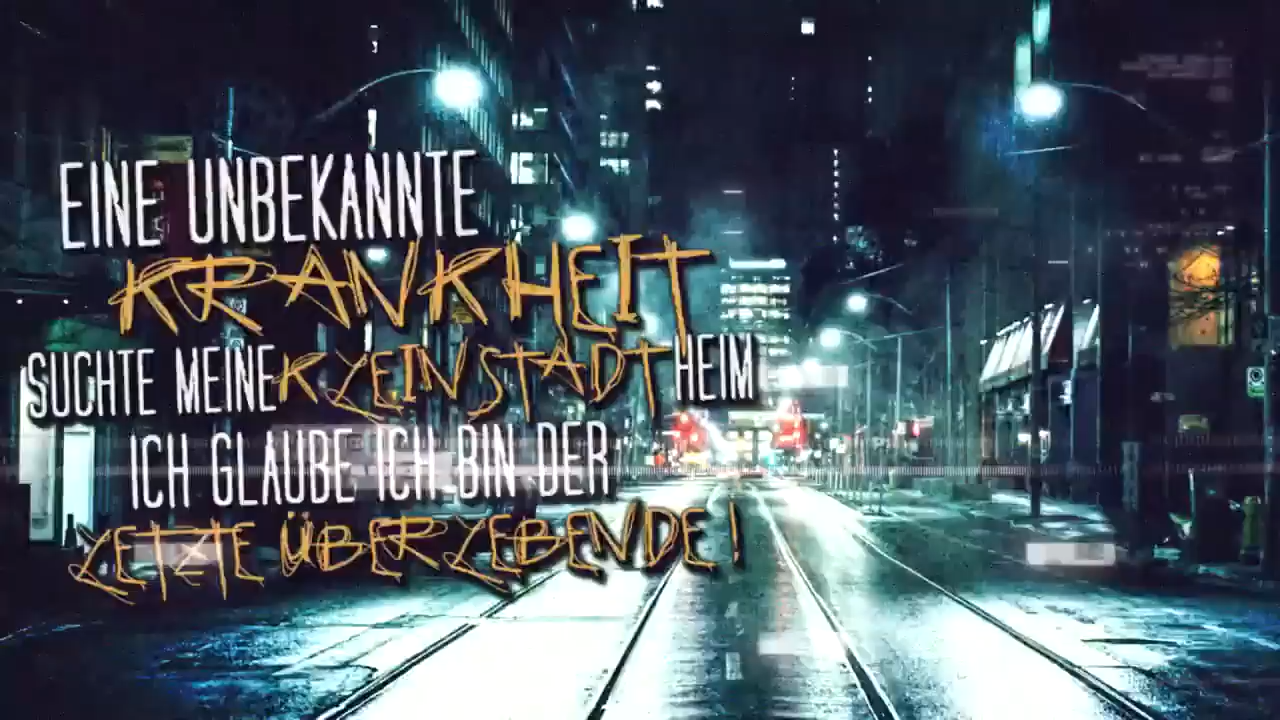 EINE UNBEKANNTE
KRANKHEIT
SUCHTE MEINE KLEINSTADT HEIM
ICH GLAUBE ICH BIN DER
LETZTE ÜBERLEBENDE!